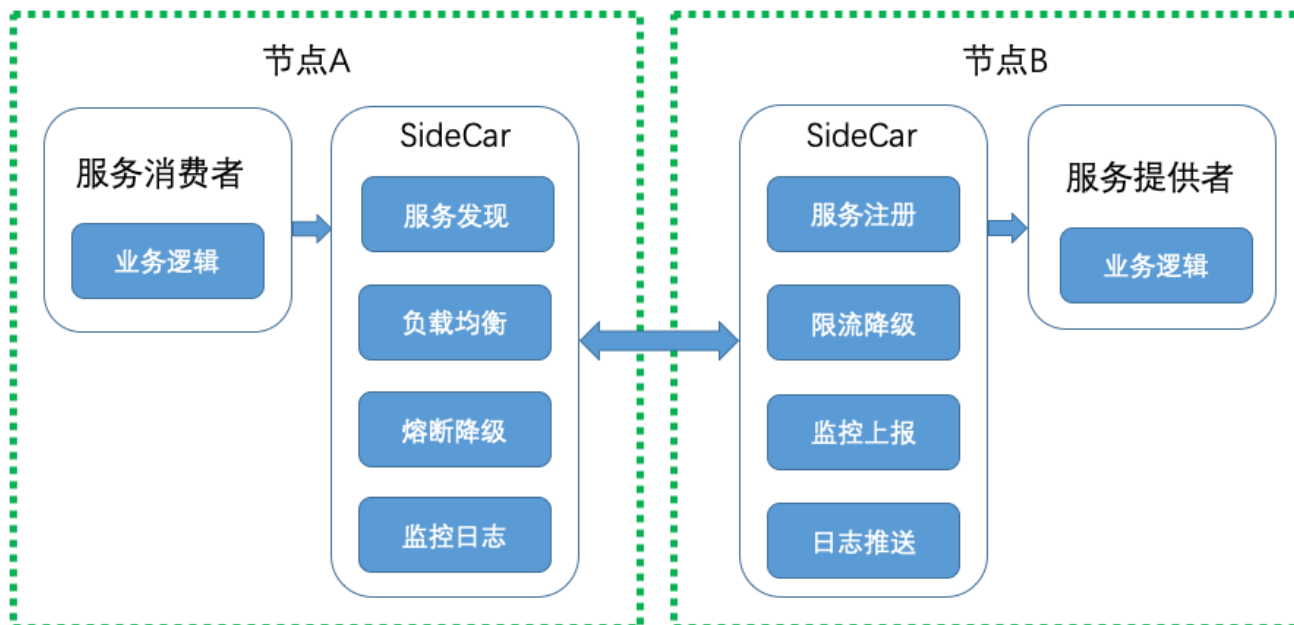 节点A
服务消费者
业务逻辑
SideCar
服务发现
负载均衡
熔断降级
监控日志
节点B
SideCar
服务注册
限流降级
监控上报
日志推送
服务提供者
业务逻辑